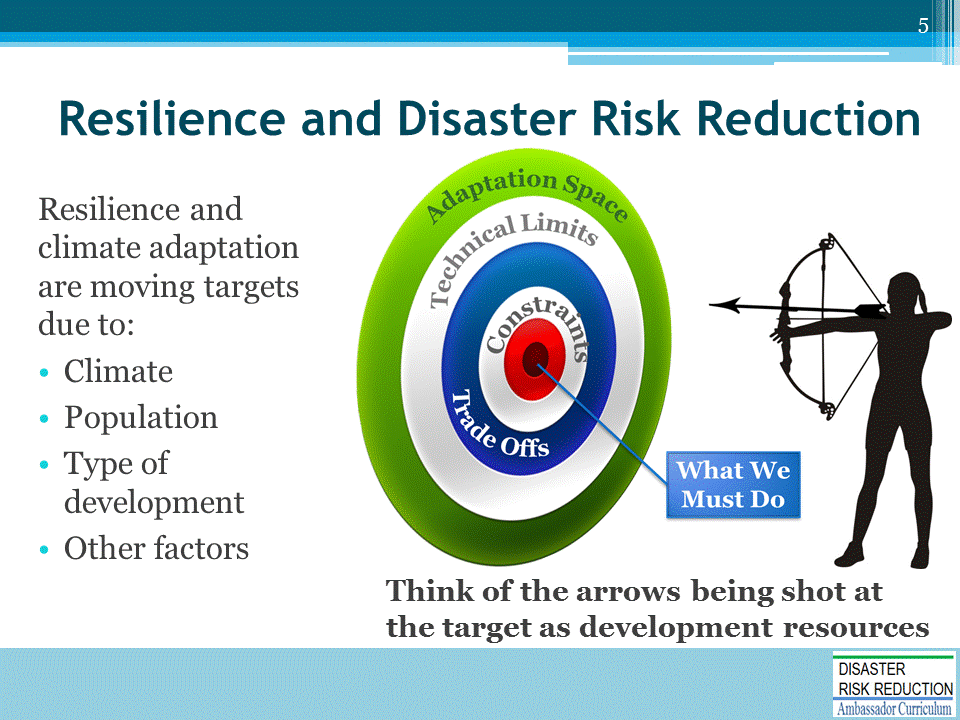 5
Resilience and Disaster Risk Reduction
Resilience and
climate adaptation
are moving targets
due to:
• Climate
• Population
• Type of
development
• Other factors
Adaptation Space
Technical Limits
Constraints
Trade Offs
What We
Must Do
Think of the arrows being shot at
the target as development resources
DISASTER
RISK REDUCTION
Ambassador Curriculum